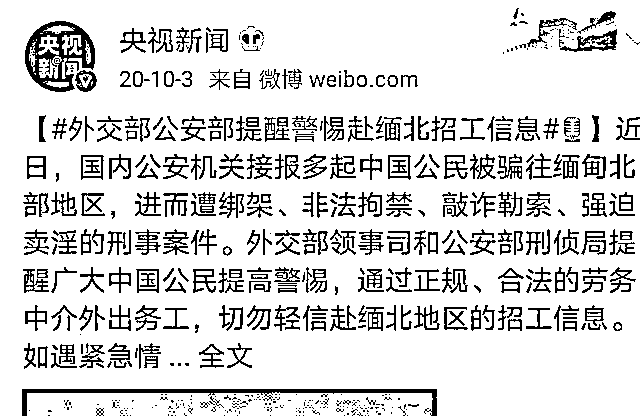 央视新闻
央视
新闻
20-10-3 来自 微博 weibo.com
【#外交部公安部提醒警惕赴缅北招工信息#】近
日，国内公安机关接报多起中国公民被骗往缅甸北
部地区，进而遭绑架、非法拘禁、敲诈勒索、强迫
卖淫的刑事案件。外交部领事司和公安部刑侦局提
醒广大中国公民提高警惕，通过正规、合法的劳务
中介外出务工，切勿轻信赴缅北地区的招工信息。
如遇紧急情 ... 全文